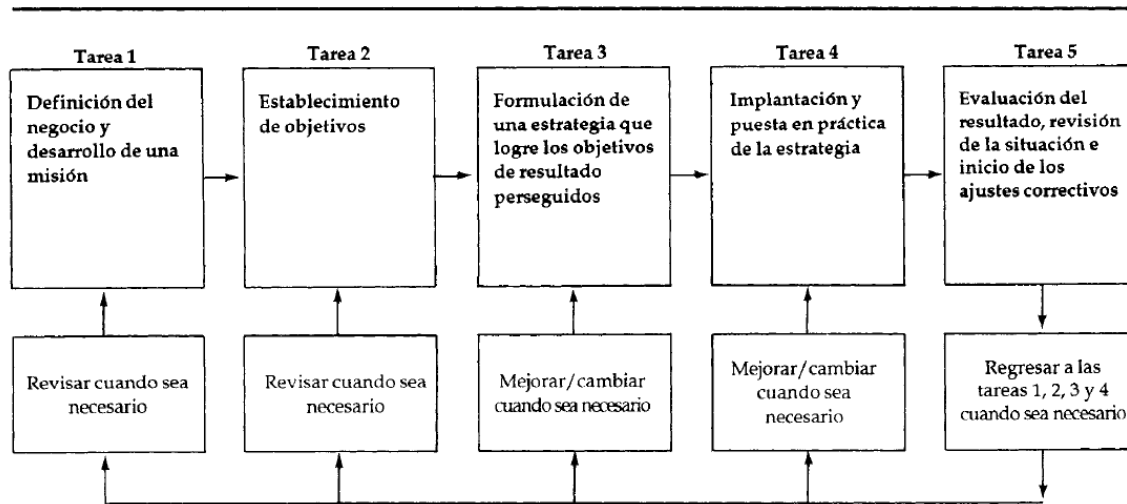 Tarea 1
Definición del
negocio y
desarrollo de una
misión
Tarea 2
Establecimiento
de objetivos
Tarea 3
Formulación de
una estrategia que
logre los objetivos
de resultado
perseguidos
Tarea 4
Implantación y
puesta en práctica
de la estrategia
Tarea 5
Evaluación del
resultado, revisión
de la situación e
inicio de los
ajustes correctivos
Revisar cuando sea
necesario
Revisar cuando sea
necesario
Mejorar/cambiar
cuando sea necesario
Mejorar/cambiar
cuando sea
necesario
Regresar a las
tareas 1, 2, 3 y 4
cuando sea necesario